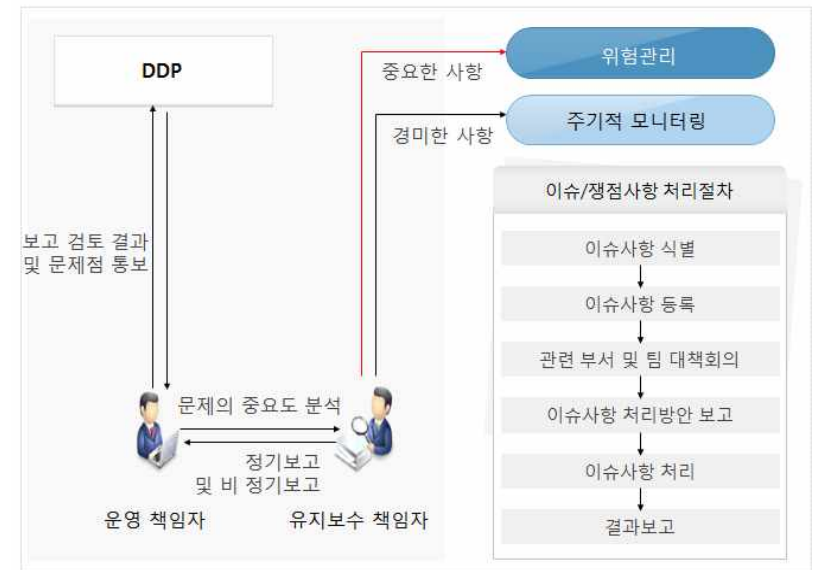 DDP
중요한 사항
위험관리
경미한 사항
주기적 모니터링
보고 검토 결과
및 문제점 통보
문제의 중요도 분석
정기보고
및 비 정기보고
운영 책임자
유지보수 책임자
이슈/쟁점사항 처리절차
이슈사항 식별
이슈사항 등록
관련 부서 및 팀 대책회의
이슈사항 처리방안 보고
이슈사항 처리
결과보고